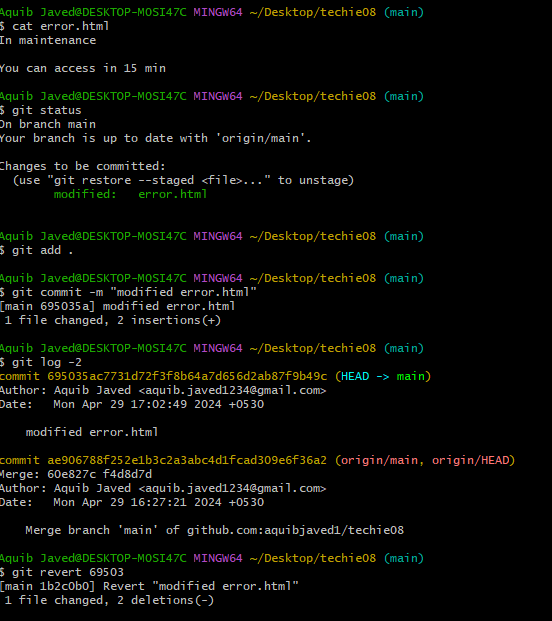 Aquib Javed@DESKTOP-MOSI47C MINGW64 ~/Desktop/techie08 (main)
$ cat error.html
In maintenance
You can access in 15 min
Aquib Javed@DESKTOP-MOSI47C MINGW64 ~/Desktop/techie08 (main)
$ git status
On branch main
Your branch is up to date with 'origin/main'.
Changes to be committed:
  (use "git restore --staged <file>..." to unstage)
        modified:   error.html
Aquib Javed@DESKTOP-MOSI47C MINGW64 ~/Desktop/techie08 (main)
$ git add .
Aquib Javed@DESKTOP-MOSI47C MINGW64 ~/Desktop/techie08 (main)
$ git commit -m "modified error.html"
[main 695035a] modified error.html
 1 file changed, 2 insertions(+)
Aquib Javed@DESKTOP-MOSI47C MINGW64 ~/Desktop/techie08 (main)
$ git log -2
commit 695035ac7731d72f3f8b64a7d656d2ab87f9b49c (HEAD -> main)
Author: Aquib Javed <aquib.javed1234@gmail.com>
Date:   Mon Apr 29 17:02:49 2024 +0530
    modified error.html
commit ae906788f252e1b3c2a3abc4d1fcad309e6f36a2 (origin/main, origin/HEAD)
Merge: 60e827c f4d8d7d
Author: Aquib Javed <aquib.javed1234@gmail.com>
Date:   Mon Apr 29 16:27:21 2024 +0530
    Merge branch 'main' of github.com:aquibjaved1/techie08
Aquib Javed@DESKTOP-MOSI47C MINGW64 ~/Desktop/techie08 (main)
$ git revert 69503
[main 1b2c0b0] Revert "modified error.html"
 1 file changed, 2 deletions(-)